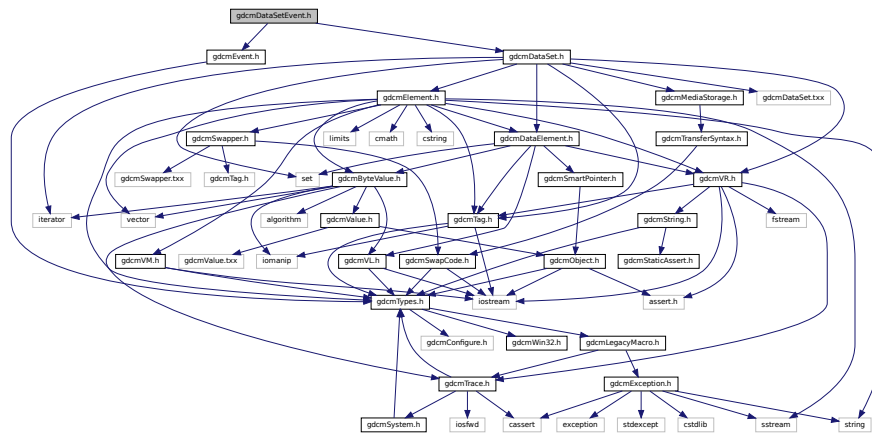 gdcmDataSetEvent.h
gdcmEvent.h
gdcmDataSet.h
gdcmElement.h
gdcmMediaStorage.h
gdcmDataSet.txx
gdcmSwapper.h
limits
cmath
cstring
gdcmDataElement.h
gdcmTransferSyntax.h
gdcmSwapper.txx
gdcmTag.h
set
gdcmByteValue.h
gdcmSmartPointer.h
gdcmVR.h
iterator
vector
algorithm
gdcmValue.h
gdcmTag.h
gdcmString.h
fstream
gdcmVM.h
gdcmValue.txx
iomanip
gdcmVL.h
gdcmSwapCode.h
gdcmObject.h
gdcmStaticAssert.h
gdcmTypes.h
iostream
assert.h
gdcmConfigure.h
gdcmWin32.h
gdcmLegacyMacro.h
gdcmTrace.h
gdcmException.h
gdcmSystem.h
iosfwd
cassert
exception
stdexcept
cstdlib
sstream
string